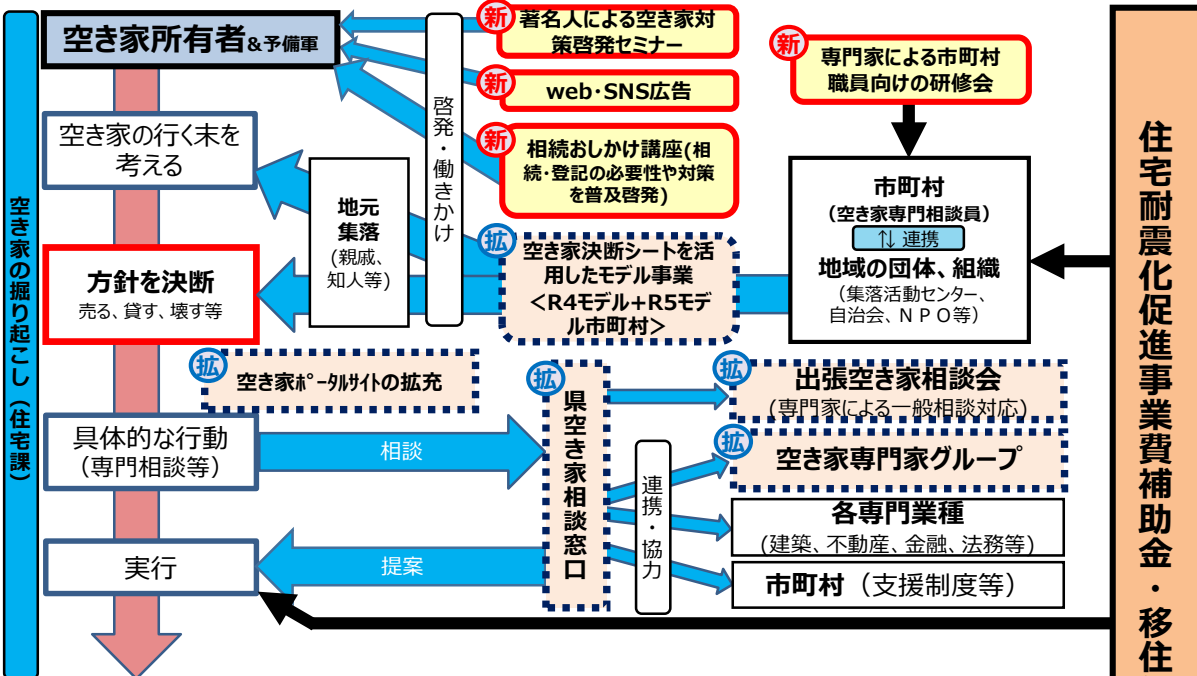 空き家の掘り起こし（住宅課）
空き家所有者&予備軍
空き家の行く末を
考える
方針を決断
売る、貸す、壊す等
具体的な行動
（専門相談等）
実行
地元
集落
(親戚、
知人等)
啓発・働きかけ
新
著名人による空き家対
策啓発セミナー
新
web・SNS広告
新
相続おしかけ講座(相
続・登記の必要性や対策
を普及啓発)
拡
空き家決断シートを活
用したモデル事業
＜R4モデル＋R5モデ
ル市町村＞
新
専門家による市町村
職員向けの研修会
市町村
(空き家専門相談員)
⇅ 連携
地域の団体、組織
（集落活動センター、
自治会、ＮＰＯ等）
拡
空き家ﾎﾟｰﾀﾙサイトの拡充
相談
提案
拡
県空き家相談窓口
連携・協力
拡
出張空き家相談会
(専門家による一般相談対応)
拡
空き家専門家グループ
各専門業種
(建築、不動産、金融、法務等)
市町村（支援制度等）
住宅耐震化促進事業費補助金・移住